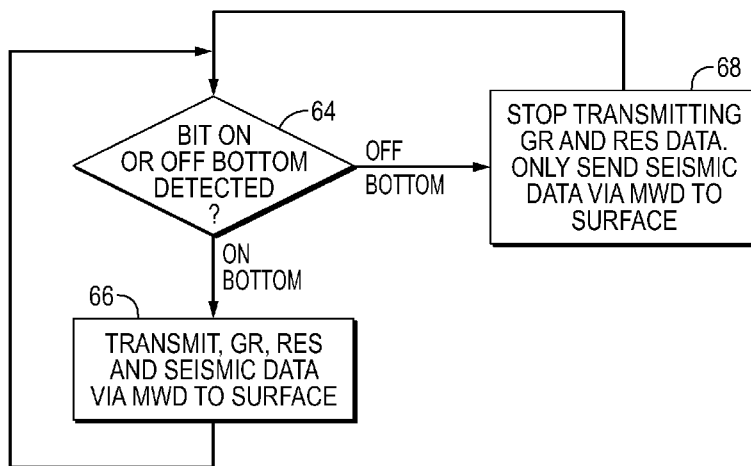 64
BIT ON
OR OFF BOTTOM
DETECTED
?
OFF
BOTTOM
68
STOP TRANSMITTING
GR AND RES DATA.
ONLY SEND SEISMIC
DATA VIA MWD TO
SURFACE
ON
BOTTOM
66
TRANSMIT, GR, RES
AND SEISMIC DATA
VIA MWD TO SURFACE